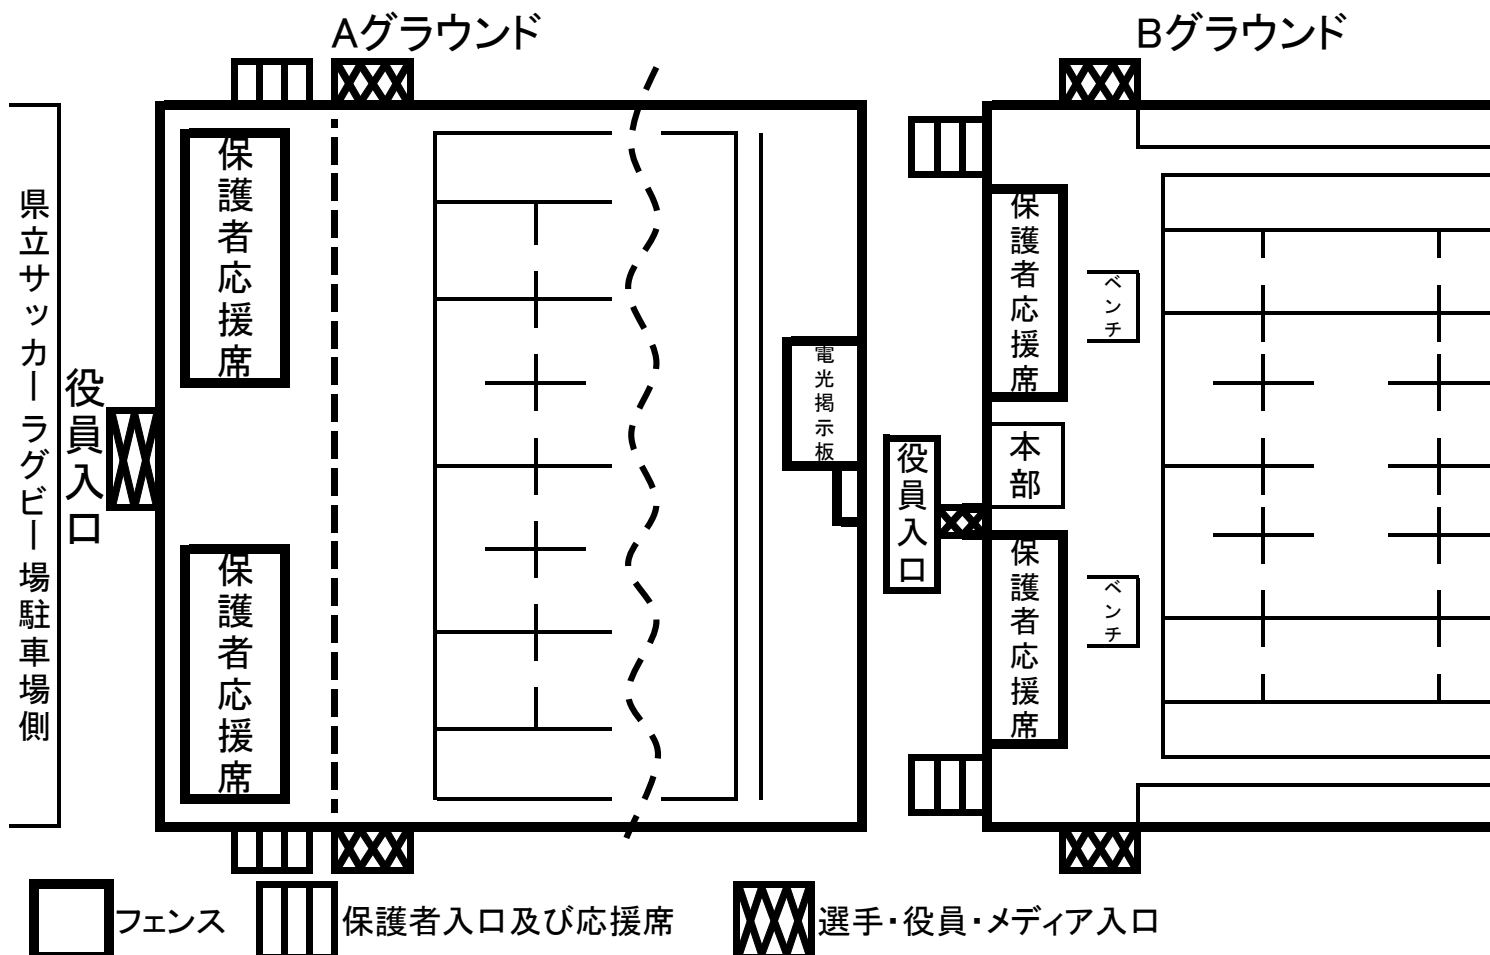 Aグラウンド
Bグラウンド
県立サッカーラグビー場駐車場側
役員入口
保護者応援席
保護者応援席
電光掲示板
役員入口
保護者応援席
本部
保護者応援席
ベンチ
ベンチ
フェンス
保護者入口及び応援席
選手・役員・メディア入口